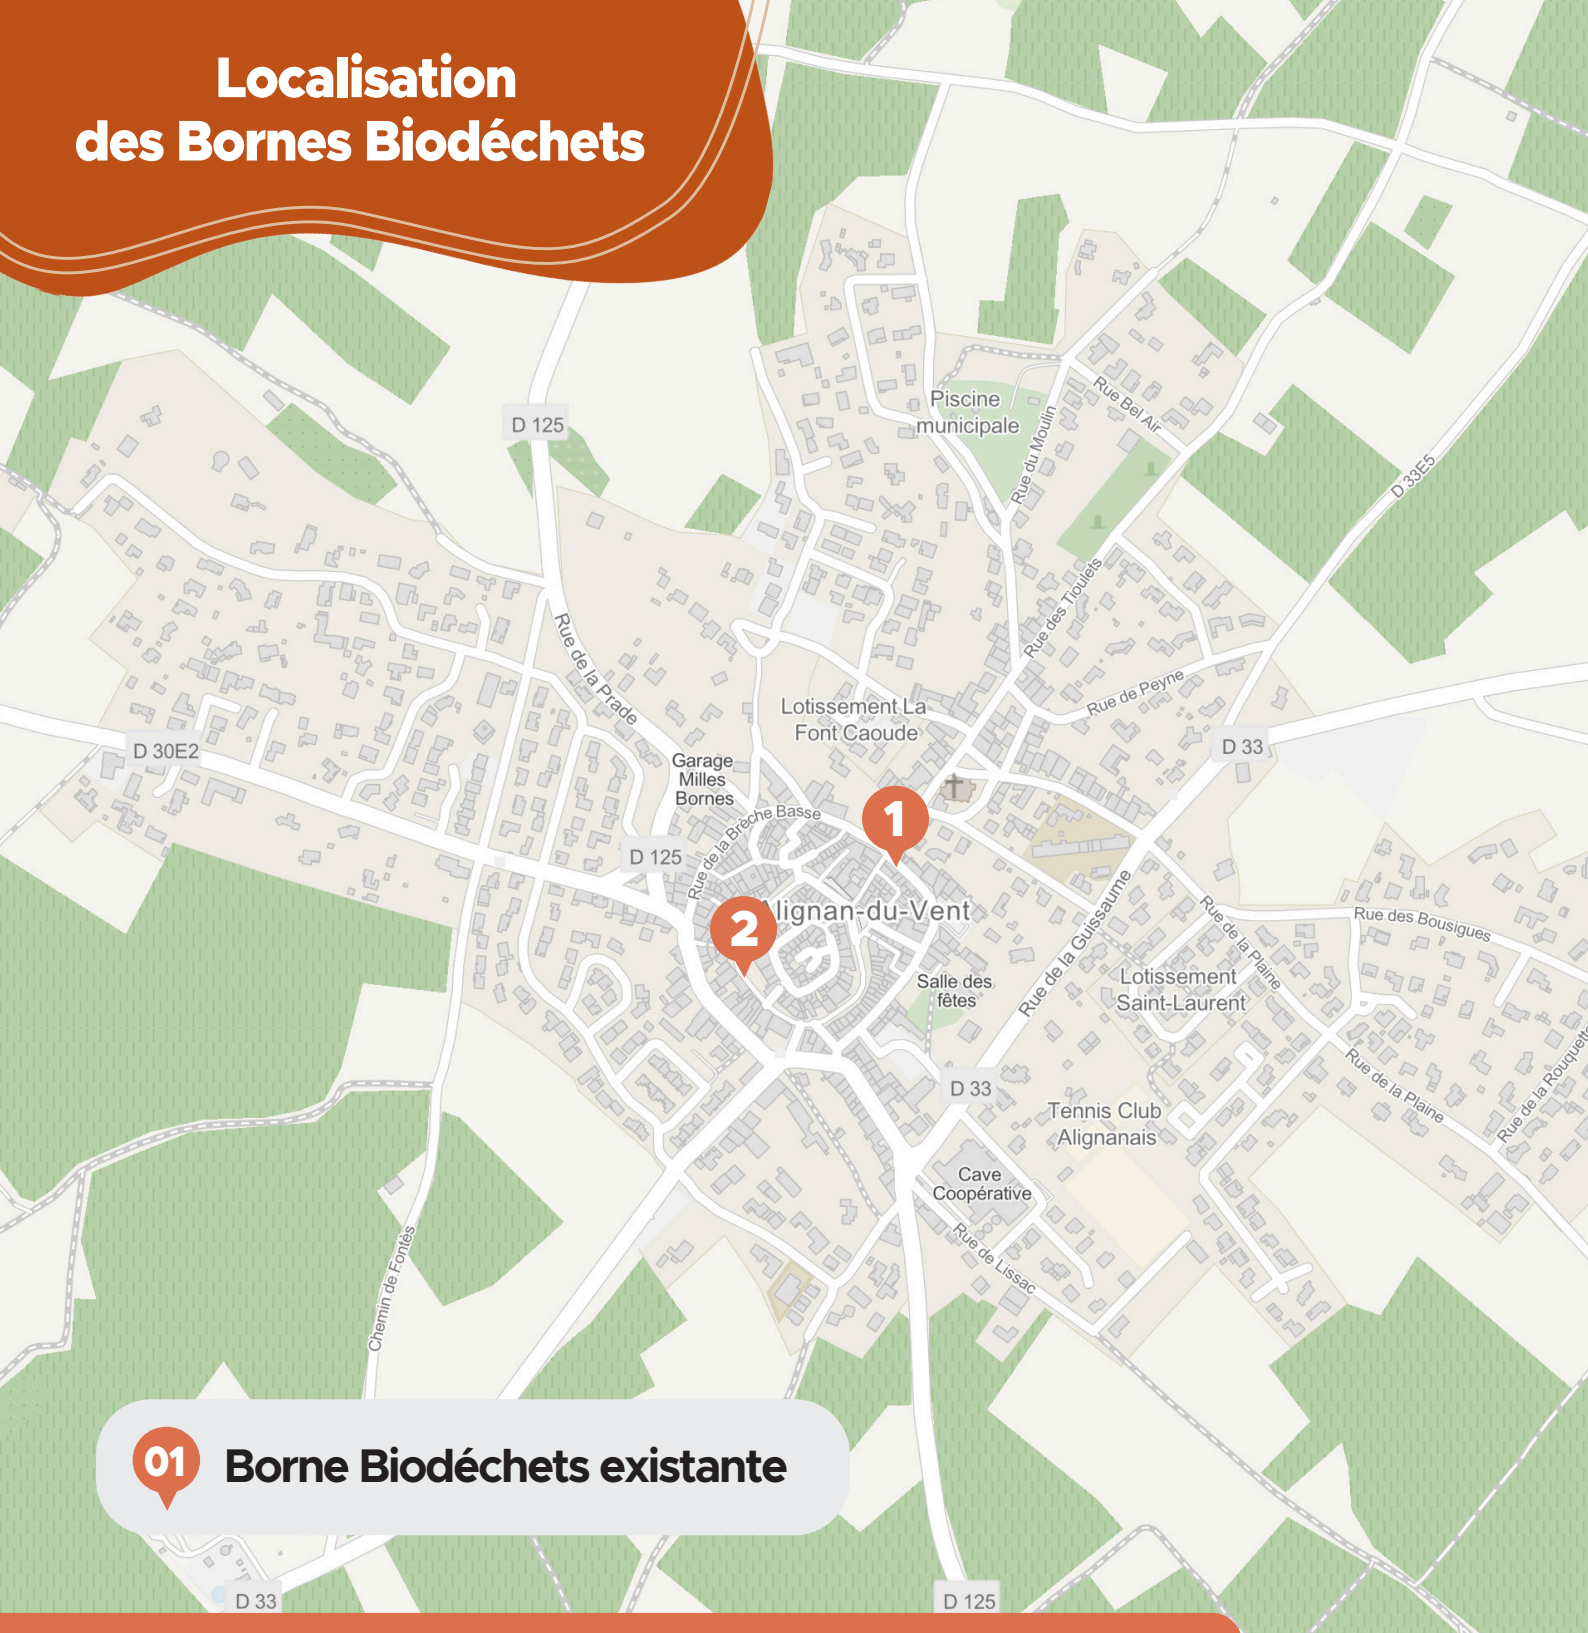 Localisation
des Bornes Biodéchets
D 125
Piscine
municipale
Rue Bel Air
Rue du Moulin
D 33E5
Rue des Tioulets
Rue de la Prade
Rue de Peyne
Lotissement La
Font Caoude
D 30E2
D 33
Garage
Milles
Bornes
Rue de la Brèche Basse
1
D 125
2
Alignan-du-Vent
Rue de la Guissaume
Rue de la Plaine
Rue des Bousigues
Salle des
fêtes
Lotissement
Saint-Laurent
D 33
Rue de la Plaine
Rue de la Rouquette
Tennis Club
Alignanais
Cave
Coopérative
Rue de Lissac
Chemin de Fontès
01 Borne Biodéchets existante
D 33
D 125